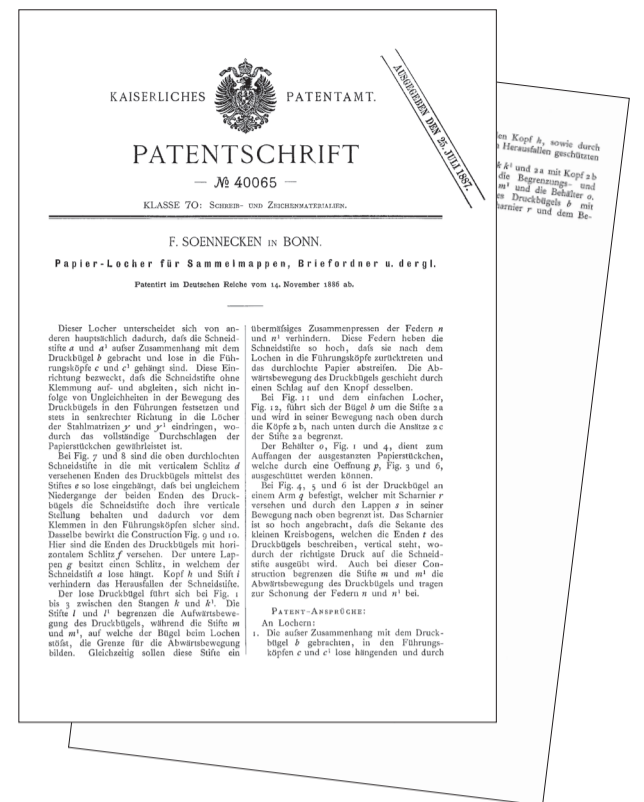 KAISERLICHES PATENTAMT.
AUSGEGEBEN DEN 25. JULI 1887.
PATENTSCHRIFT
— № 40065 —
KLASSE 70: SCHREIB- UND ZEICHENMATERIALIEN.
F. SOENNECKEN IN BONN.
Papier-Locher für Sammelmappen, Briefordner u. dergl.
Patentirt im Deutschen Reiche vom 14. November 1886 ab.
Dieser Locher unterscheidet sich von an-
deren hauptsächlich dadurch, daſs die Schneid-
stifte a und a¹ auſser Zusammenhang mit dem
Druckbügel b gebracht und lose in die Füh-
rungsköpfe c und c¹ gehängt sind. Diese Ein-
richtung bezweckt, daſs die Schneidstifte ohne
Klemmung auf- und abgleiten, sich nicht in-
folge von Ungleichheiten in der Bewegung des
Druckbügels in den Führungen festsetzen und
stets in senkrechter Richtung in die Löcher
der Stahlmatrizen y und y¹ eindringen, wo-
durch das vollständige Durchschlagen der
Papierstückchen gewährleistet ist.
Bei Fig. 7 und 8 sind die oben durchlochten
Schneidstifte in die mit verticalem Schlitz d
versehenen Enden des Druckbügels mittelst des
Stiftes e so lose eingehängt, daſs bei ungleichem
Niedergange der beiden Enden des Druck-
bügels die Schneidstifte doch ihre verticale
Stellung behalten und dadurch vor dem
Klemmen in den Führungsköpfen sicher sind.
Dasselbe bewirkt die Construction Fig. 9 und 10.
Hier sind die Enden des Druckbügels mit hori-
zontalem Schlitz f versehen. Der untere Lap-
pen g besitzt einen Schlitz, in welchem der
Schneidstift a lose hängt. Kopf h und Stift i
verhindern das Herausfallen der Schneidstifte.
Der lose Druckbügel führt sich bei Fig. 1
bis 3 zwischen den Stangen k und k¹. Die
Stifte l und l¹ begrenzen die Aufwärtsbewe-
gung des Druckbügels, während die Stifte m
und m¹, auf welche der Bügel beim Lochen
stöſst, die Grenze für die Abwärtsbewegung
bilden. Gleichzeitig sollen diese Stifte ein
übermäſsiges Zusammenpressen der Federn n
und n¹ verhindern. Diese Federn heben die
Schneidstifte so hoch, daſs sie nach dem
Lochen in die Führungsköpfe zurücktreten und
das durchlochte Papier abstreifen. Die Ab-
wärtsbewegung des Druckbügels geschieht durch
einen Schlag auf den Knopf desselben.
Bei Fig. 11 und dem einfachen Locher,
Fig. 12, führt sich der Bügel b um die Stifte 2a
und wird in seiner Bewegung nach oben durch
die Köpfe 2b, nach unten durch die Ansätze 2c
der Stifte 2a begrenzt.
Der Behälter o, Fig. 1 und 4, dient zum
Auffangen der ausgestanzten Papierstückchen,
welche durch eine Oeffnung p, Fig. 3 und 6,
ausgeschüttet werden können.
Bei Fig. 4, 5 und 6 ist der Druckbügel an
einem Arm q befestigt, welcher mit Scharnier r
versehen und durch den Lappen s in seiner
Bewegung nach oben begrenzt ist. Das Scharnier
ist so hoch angebracht, daſs die Sekante des
kleinen Kreisbogens, welchen die Enden t des
Druckbügels beschreiben, vertical steht, wo-
durch der richtigste Druck auf die Schneid-
stifte ausgeübt wird. Auch bei dieser Con-
struction begrenzen die Stifte m und m¹ die
Abwärtsbewegung des Druckbügels und tragen
zur Schonung der Federn n und n¹ bei.
PATENT-ANSPRÜCHE:
An Lochern:
1. Die auſser Zusammenhang mit dem Druck-
bügel b gebrachten, in den Führungs-
köpfen c und c¹ lose hängenden und durch
en Kopf h, sowie durch
Herausfallen geschützten
k k¹ und 2a mit Kopf 2b
die Begrenzungs- und
m¹ und die Behälter o.
es Druckbügels b mit
harnier r und dem Be-